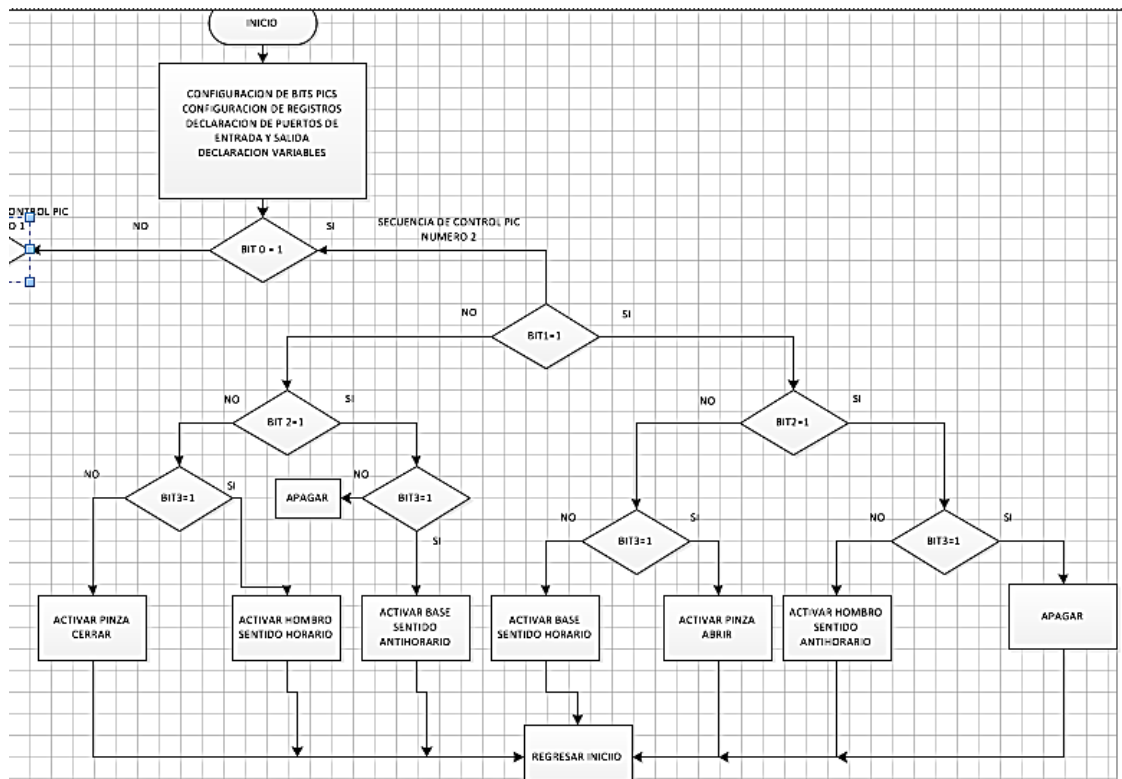 INICIO
CONFIGURACION DE BITS PICS
CONFIGURACION DE REGISTROS
DECLARACION DE PUERTOS DE
ENTRADA Y SALIDA
DECLARACION VARIABLES
ONTROL PIC
O 1
NO
SI
BIT 0 = 1
SECUENCIA DE CONTROL PIC
NUMERO 2
NO
SI
BIT1=1
NO
SI
BIT 2=1
NO
SI
BIT2=1
NO
SI
BIT3=1
APAGAR
NO
BIT3=1
SI
NO
SI
BIT3=1
NO
SI
BIT3=1
ACTIVAR PINZA
CERRAR
ACTIVAR HOMBRO
SENTIDO HORARIO
ACTIVAR BASE
SENTIDO
ANTIHORARIO
ACTIVAR BASE
SENTIDO HORARIO
ACTIVAR PINZA
ABRIR
ACTIVAR HOMBRO
SENTIDO
ANTIHORARIO
APAGAR
REGRESAR INICIIO